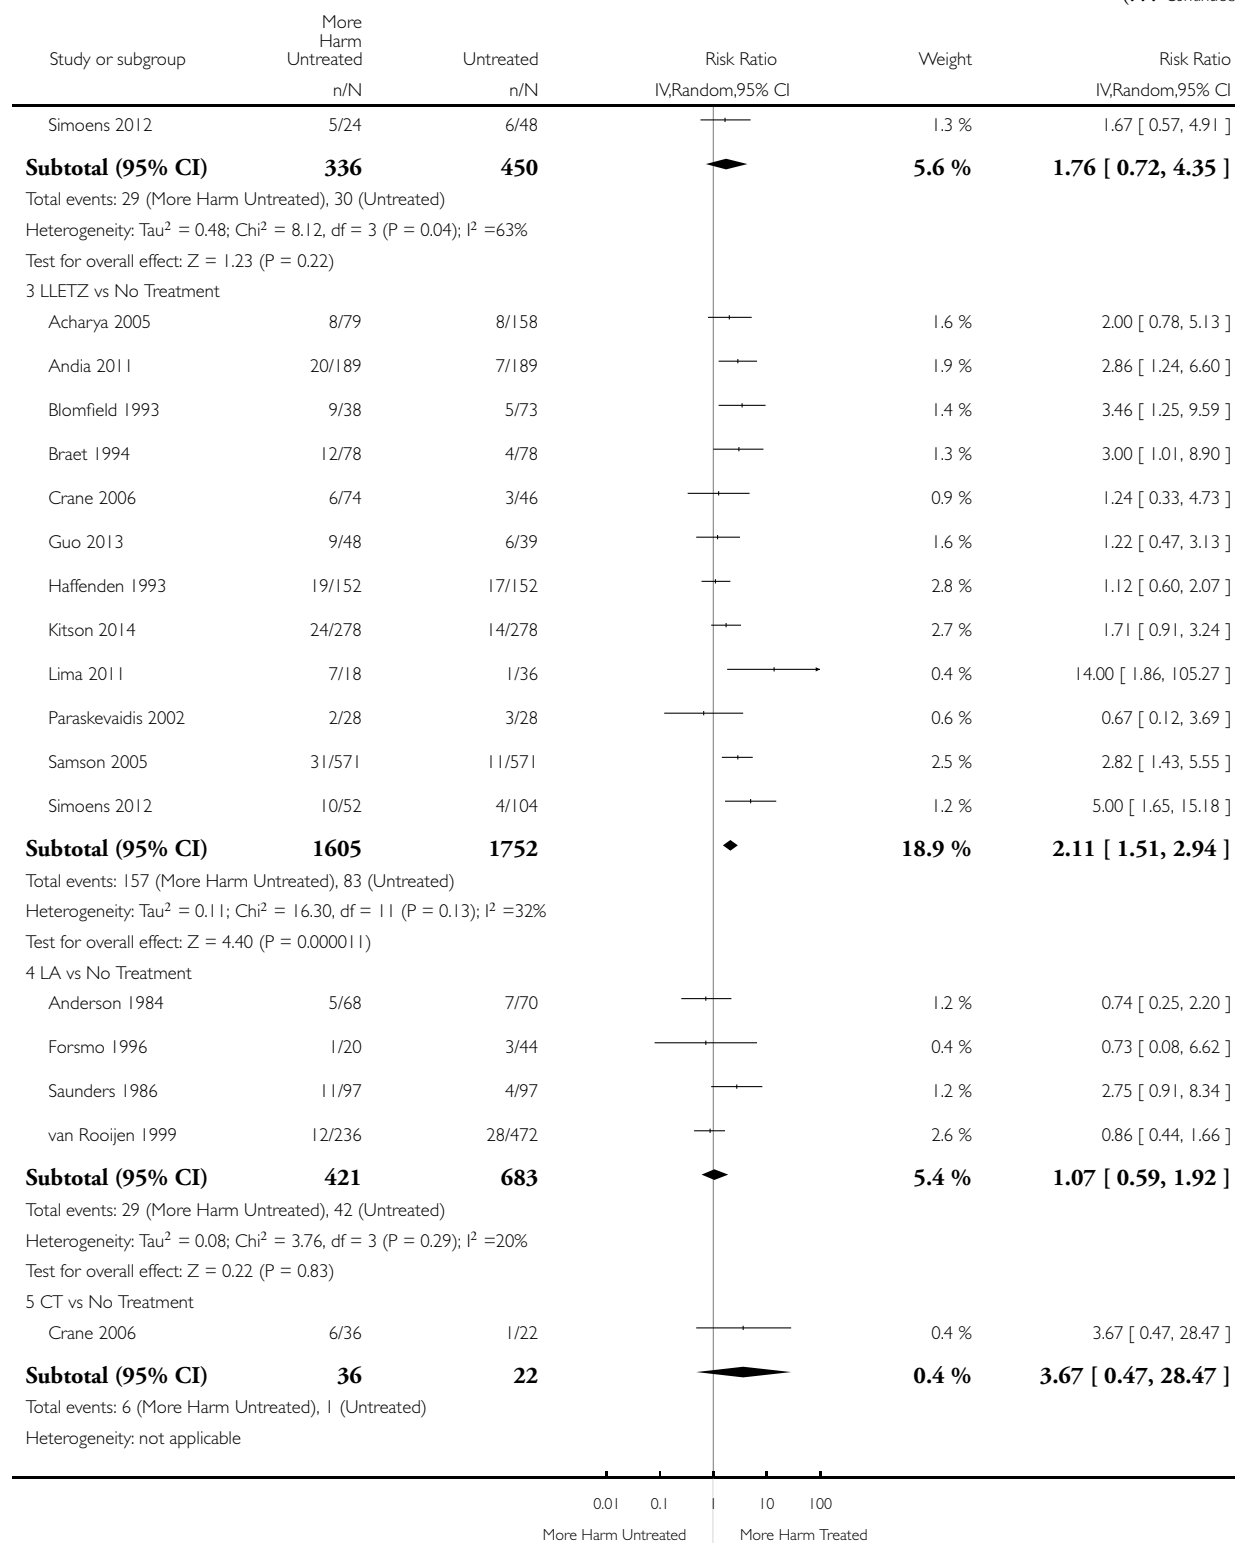 More
Harm
Study or subgroup Untreated Untreated Risk Ratio Weight Risk Ratio
n/N n/N IV,Random,95% CI IV,Random,95% CI
Simoens 2012 5/24 6/48 1.3 % 1.67 [ 0.57, 4.91 ]
Subtotal (95% CI) 336 450 5.6 % 1.76 [ 0.72, 4.35 ]
Total events: 29 (More Harm Untreated), 30 (Untreated)
Heterogeneity: Tau² = 0.48; Chi² = 8.12, df = 3 (P = 0.04); I² =63%
Test for overall effect: Z = 1.23 (P = 0.22)
3 LLETZ vs No Treatment
Acharya 2005 8/79 8/158 1.6 % 2.00 [ 0.78, 5.13 ]
Andia 2011 20/189 7/189 1.9 % 2.86 [ 1.24, 6.60 ]
Blomfield 1993 9/38 5/73 1.4 % 3.46 [ 1.25, 9.59 ]
Braet 1994 12/78 4/78 1.3 % 3.00 [ 1.01, 8.90 ]
Crane 2006 6/74 3/46 0.9 % 1.24 [ 0.33, 4.73 ]
Guo 2013 9/48 6/39 1.6 % 1.22 [ 0.47, 3.13 ]
Haffenden 1993 19/152 17/152 2.8 % 1.12 [ 0.60, 2.07 ]
Kitson 2014 24/278 14/278 2.7 % 1.71 [ 0.91, 3.24 ]
Lima 2011 7/18 1/36 0.4 % 14.00 [ 1.86, 105.27 ]
Paraskevaidis 2002 2/28 3/28 0.6 % 0.67 [ 0.12, 3.69 ]
Samson 2005 31/571 11/571 2.5 % 2.82 [ 1.43, 5.55 ]
Simoens 2012 10/52 4/104 1.2 % 5.00 [ 1.65, 15.18 ]
Subtotal (95% CI) 1605 1752 18.9 % 2.11 [ 1.51, 2.94 ]
Total events: 157 (More Harm Untreated), 83 (Untreated)
Heterogeneity: Tau² = 0.11; Chi² = 16.30, df = 11 (P = 0.13); I² =32%
Test for overall effect: Z = 4.40 (P = 0.000011)
4 LA vs No Treatment
Anderson 1984 5/68 7/70 1.2 % 0.74 [ 0.25, 2.20 ]
Forsmo 1996 1/20 3/44 0.4 % 0.73 [ 0.08, 6.62 ]
Saunders 1986 11/97 4/97 1.2 % 2.75 [ 0.91, 8.34 ]
van Rooijen 1999 12/236 28/472 2.6 % 0.86 [ 0.44, 1.66 ]
Subtotal (95% CI) 421 683 5.4 % 1.07 [ 0.59, 1.92 ]
Total events: 29 (More Harm Untreated), 42 (Untreated)
Heterogeneity: Tau² = 0.08; Chi² = 3.76, df = 3 (P = 0.29); I² =20%
Test for overall effect: Z = 0.22 (P = 0.83)
5 CT vs No Treatment
Crane 2006 6/36 1/22 0.4 % 3.67 [ 0.47, 28.47 ]
Subtotal (95% CI) 36 22 0.4 % 3.67 [ 0.47, 28.47 ]
Total events: 6 (More Harm Untreated), 1 (Untreated)
Heterogeneity: not applicable
0.01 0.1 1 10 100
More Harm Untreated More Harm Treated